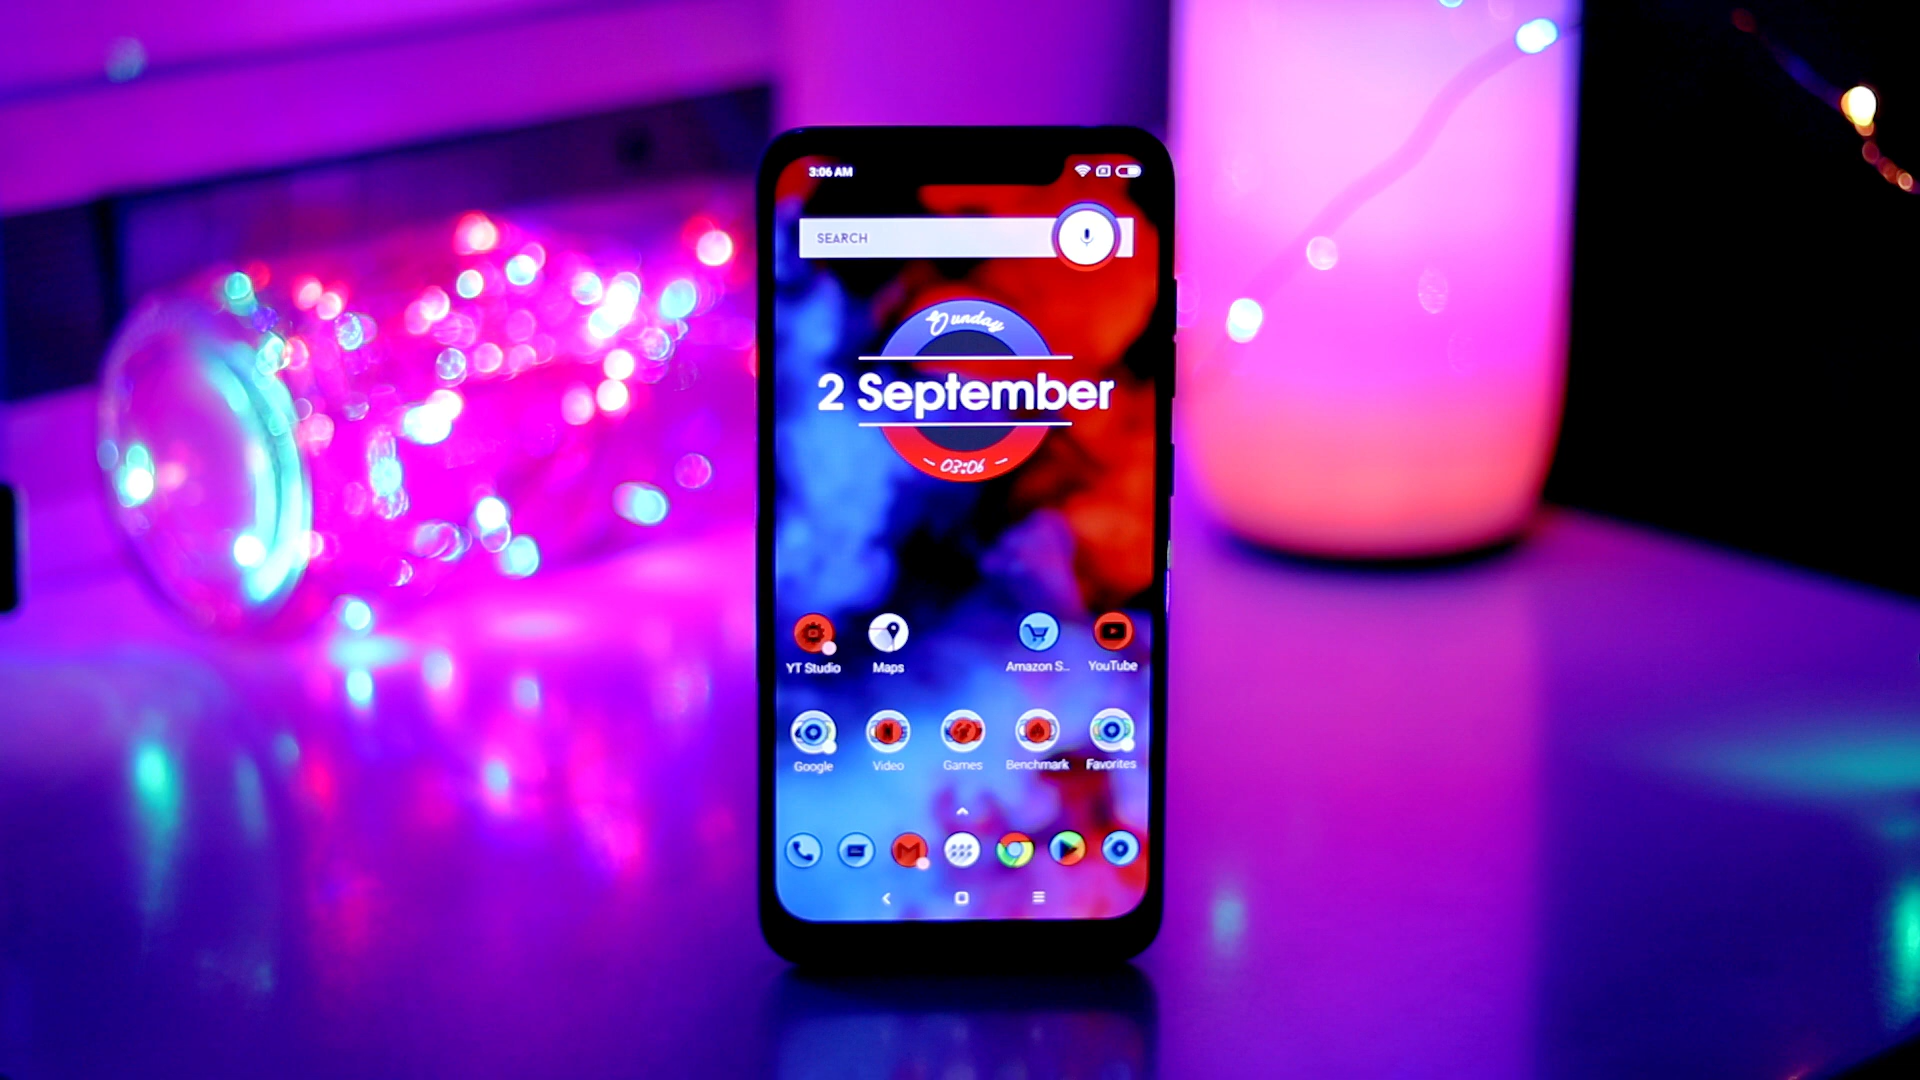 3:06 AM
SEARCH
Sunday
2 September
03:06
YT Studio
Maps
Amazon S..
YouTube
Google
Video
Games
Benchmark
Favorites